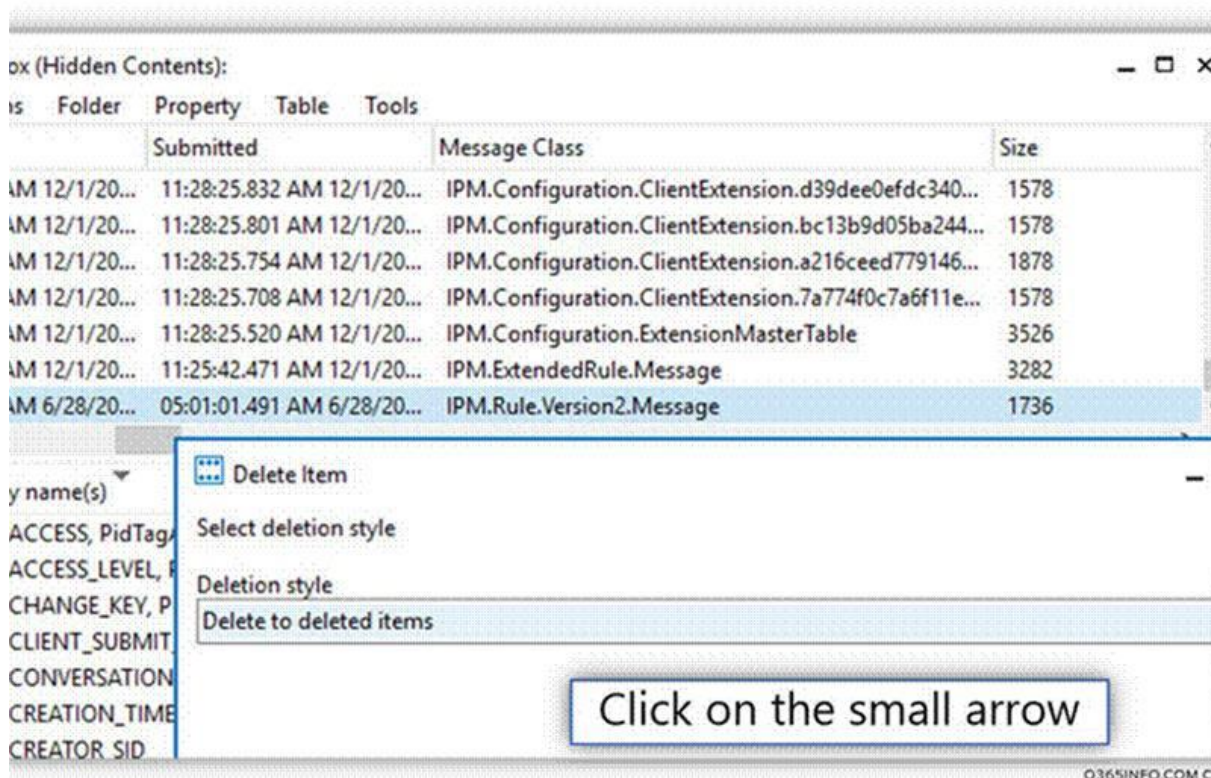 ox (Hidden Contents):
ns Folder Property Table Tools
Submitted Message Class Size
AM 12/1/20... 11:28:25.832 AM 12/1/20... IPM.Configuration.ClientExtension.d39dee0efdc340... 1578
AM 12/1/20... 11:28:25.801 AM 12/1/20... IPM.Configuration.ClientExtension.bc13b9d05ba244... 1578
AM 12/1/20... 11:28:25.754 AM 12/1/20... IPM.Configuration.ClientExtension.a216ceed779146... 1878
AM 12/1/20... 11:28:25.708 AM 12/1/20... IPM.Configuration.ClientExtension.7a774f0c7a6f11e... 1578
AM 12/1/20... 11:28:25.520 AM 12/1/20... IPM.Configuration.ExtensionMasterTable 3526
AM 12/1/20... 11:25:42.471 AM 12/1/20... IPM.ExtendedRule.Message 3282
AM 6/28/20... 05:01:01.491 AM 6/28/20... IPM.Rule.Version2.Message 1736
y name(s)
ACCESS, PidTagA
ACCESS_LEVEL,
CHANGE_KEY, P
CLIENT_SUBMIT_
CONVERSATION
CREATION_TIME
CREATOR_SID
Delete Item
Select deletion style
Deletion style
Delete to deleted items
Click on the small arrow
O365INFO.COM